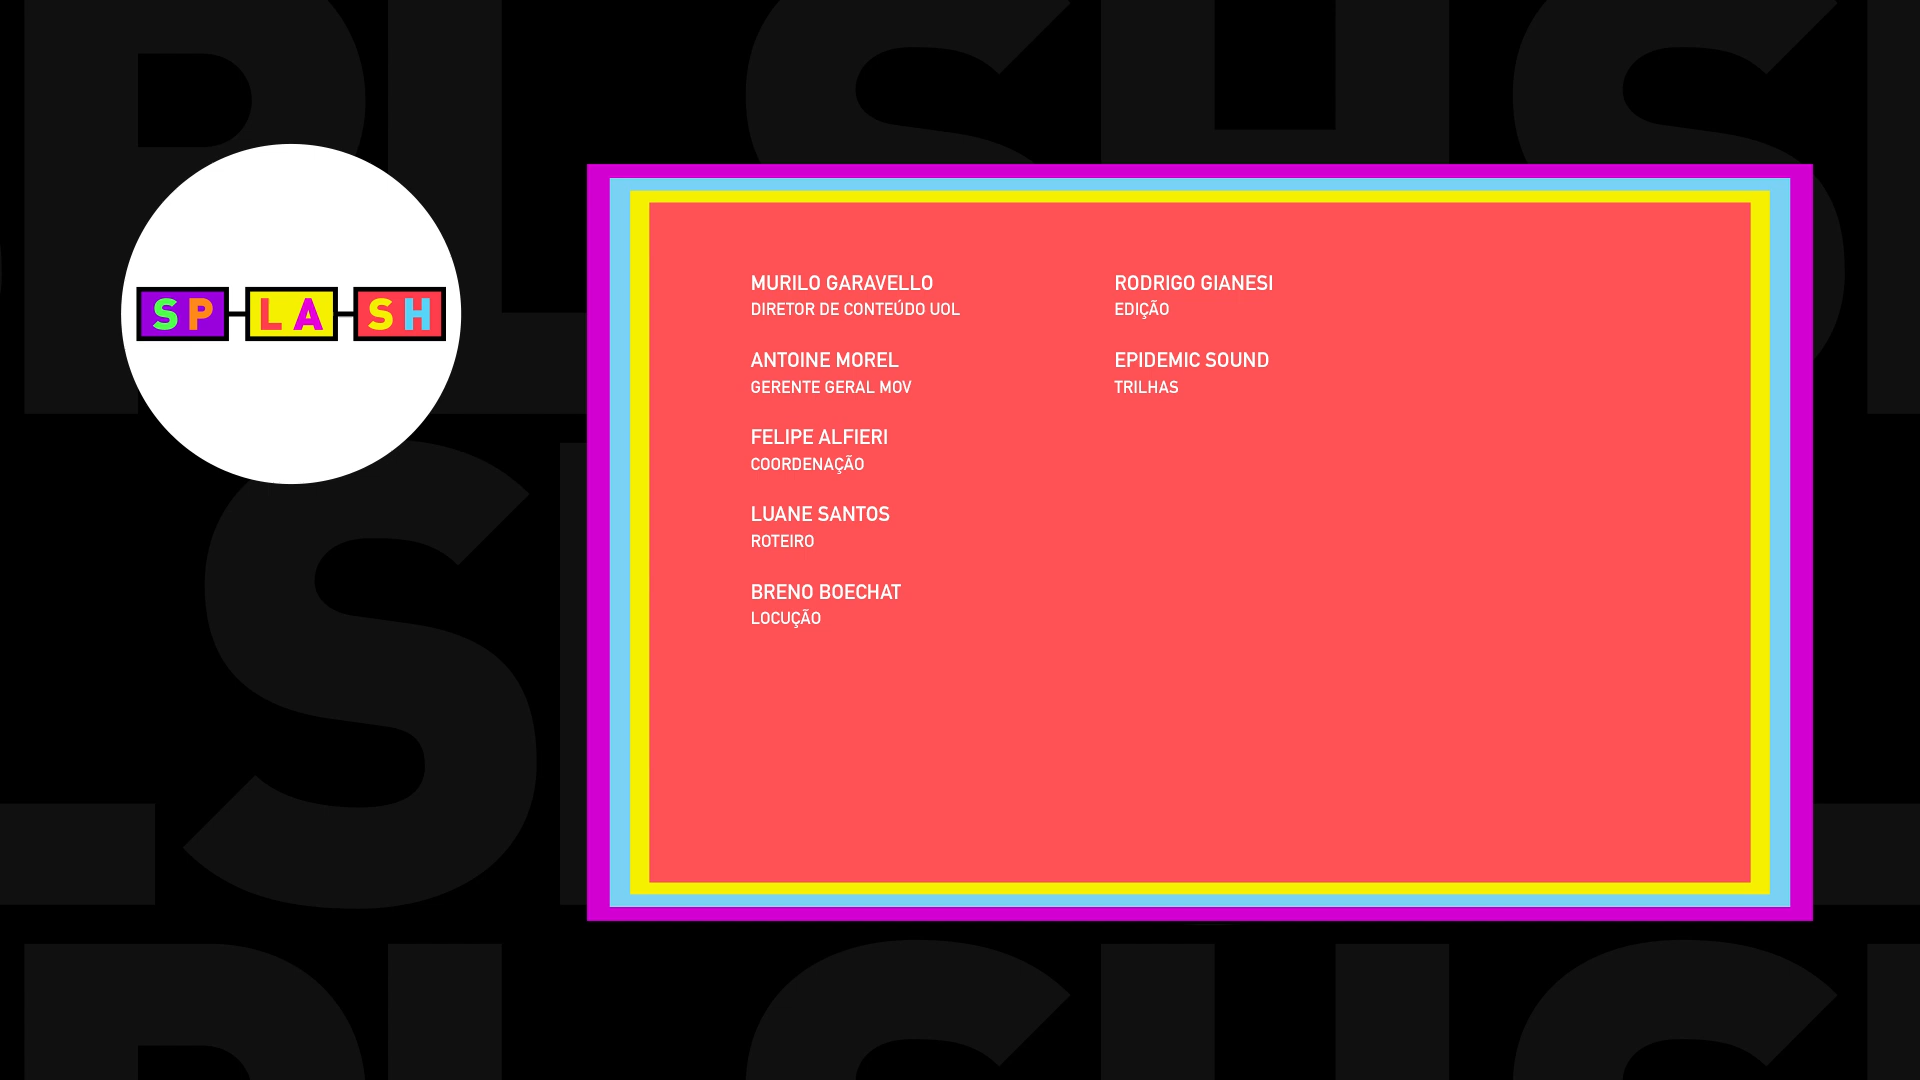 SPLASH
MURILO GARAVELLO
DIRETOR DE CONTEÚDO UOL
ANTOINE MOREL
GERENTE GERAL MOV
FELIPE ALFIERI
COORDENAÇÃO
LUANE SANTOS
ROTEIRO
BRENO BOECHAT
LOCUÇÃO
RODRIGO GIANESI
EDIÇÃO
EPIDEMIC SOUND
TRILHAS